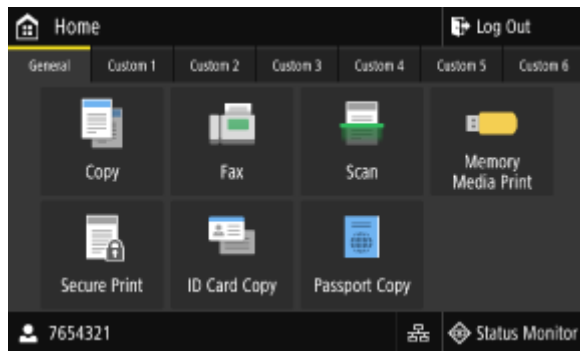 Home
Log Out
General
Custom 1
Custom 2
Custom 3
Custom 4
Custom 5
Custom 6
Copy
Fax
Scan
Memory
Media Print
Secure Print
ID Card Copy
Passport Copy
7654321
Status Monitor